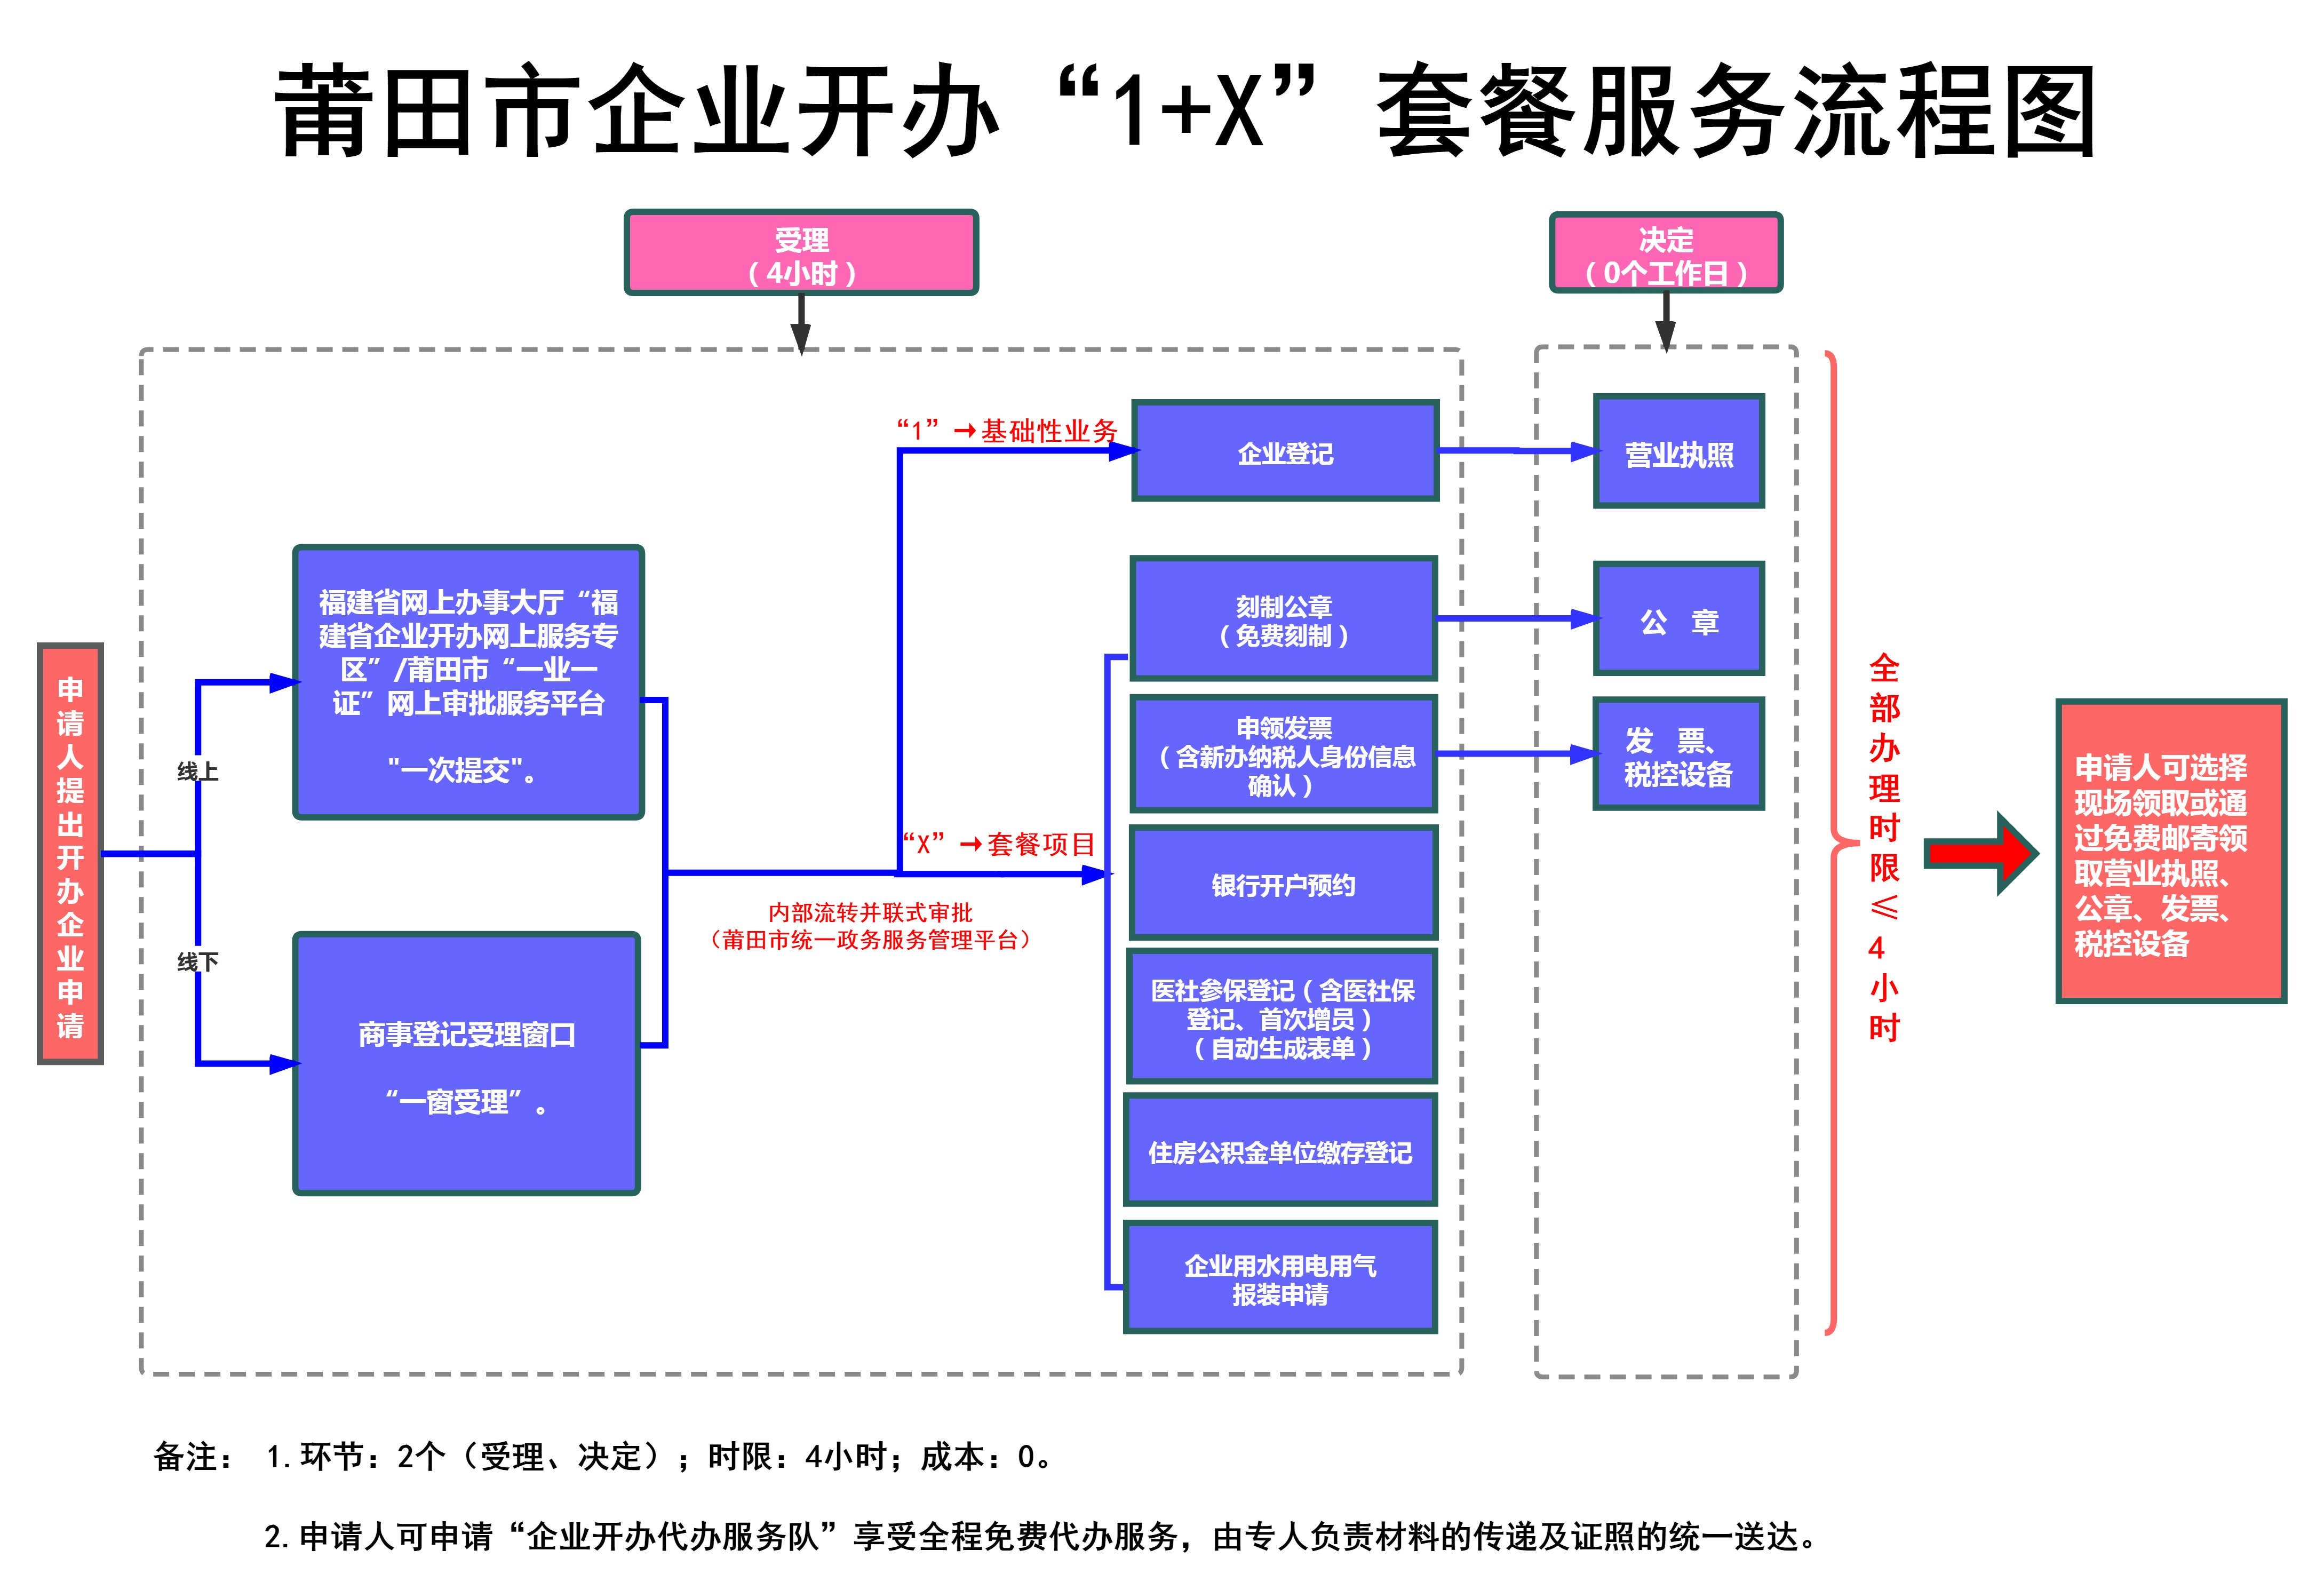 莆田市企业开办“1+X”套餐服务流程图
受理
（4小时）
决定
（0个工作日）
申请人提出开办企业申请
线上
线下
福建省网上办事大厅“福
建省企业开办网上服务专
区”/莆田市“一业一
证”网上审批服务平台
"一次提交"。
商事登记受理窗口
“一窗受理”。
“1”→基础性业务
“X”→套餐项目
内部流转并联式审批
（莆田市统一政务服务管理平台）
企业登记
刻制公章
（免费刻制）
申领发票
（含新办纳税人身份信息
确认）
银行开户预约
医社参保登记（含医社保
登记、首次增员）
（自动生成表单）
住房公积金单位缴存登记
企业用水用电用气
报装申请
营业执照
公 章
发 票、
税控设备
全部办理时限≤4小时
申请人可选择
现场领取或通
过免费邮寄领
取营业执照、
公章、发票、
税控设备
备注： 1.环节：2个（受理、决定）；时限：4小时；成本：0。
2.申请人可申请“企业开办代办服务队”享受全程免费代办服务，由专人负责材料的传递及证照的统一送达。